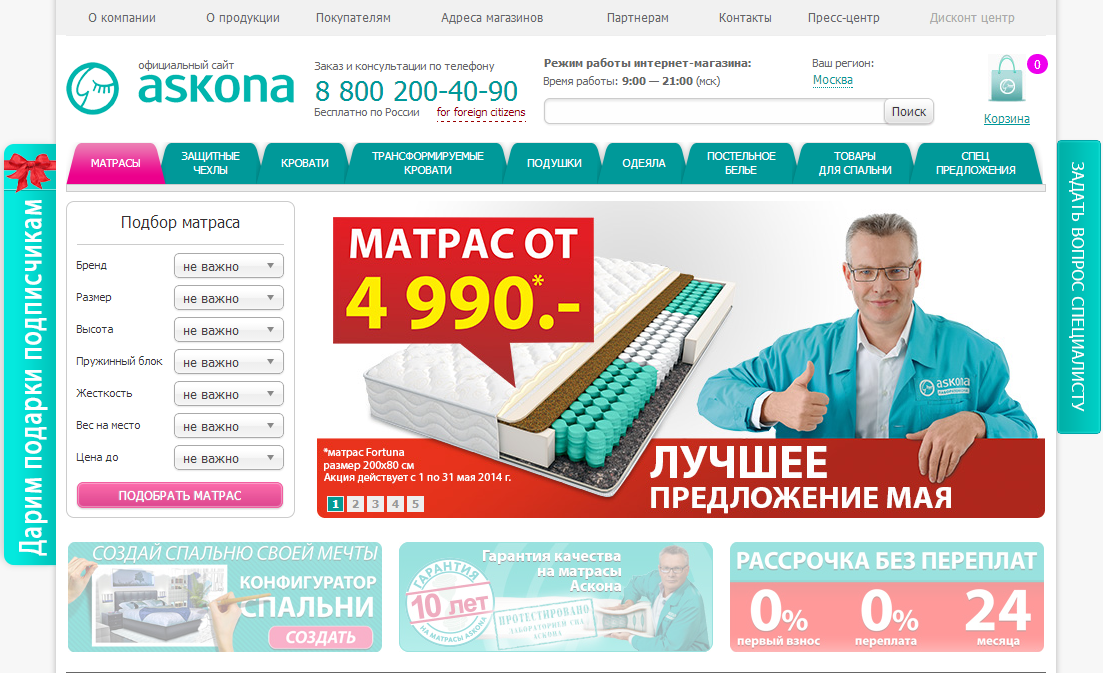 О компании
О продукции
Покупателям
Адреса магазинов
Партнерам
Контакты
Пресс-центр
Дисконт центр
официальный сайт
askona
Заказ и консультации по телефону
8 800 200-40-90
Бесплатно по России
for foreign citizens
Режим работы интернет-магазина:
Время работы: 9:00 — 21:00 (мск)
Поиск
Ваш регион:
Москва
0
Корзина
МАТРАСЫ
ЗАЩИТНЫЕ
ЧЕХЛЫ
КРОВАТИ
ТРАНСФОРМИРУЕМЫЕ
КРОВАТИ
ПОДУШКИ
ОДЕЯЛА
ПОСТЕЛЬНОЕ
БЕЛЬЕ
ТОВАРЫ
ДЛЯ СПАЛЬНИ
СПЕЦ
ПРЕДЛОЖЕНИЯ
Дарим подарки подписчикам
ЗАДАТЬ ВОПРОС СПЕЦИАЛИСТУ
Подбор матраса
Бренд не важно
Размер не важно
Высота не важно
Пружинный блок не важно
Жесткость не важно
Вес на место не важно
Цена до не важно
ПОДОБРАТЬ МАТРАС
МАТРАС ОТ
4 990.-*
askona
*матрас Fortuna
размер 200x80 см
Акция действует с 1 по 31 мая 2014 г.
1 2 3 4 5
ЛУЧШЕЕ
ПРЕДЛОЖЕНИЕ МАЯ
СОЗДАЙ СПАЛЬНЮ СВОЕЙ МЕЧТЫ
КОНФИГУРАТОР
СПАЛЬНИ
СОЗДАТЬ
Гарантия качества
на матрасы
Аскона
ГАРАНТИЯ
10 лет
НА МАТРАСЫ АСКОНА
ПРОТЕСТИРОВАНО
ЛАБОРАТОРИЕЙ СНА
АСКОНА
РАССРОЧКА БЕЗ ПЕРЕПЛАТ
0%
первый взнос
0%
переплата
24
месяца